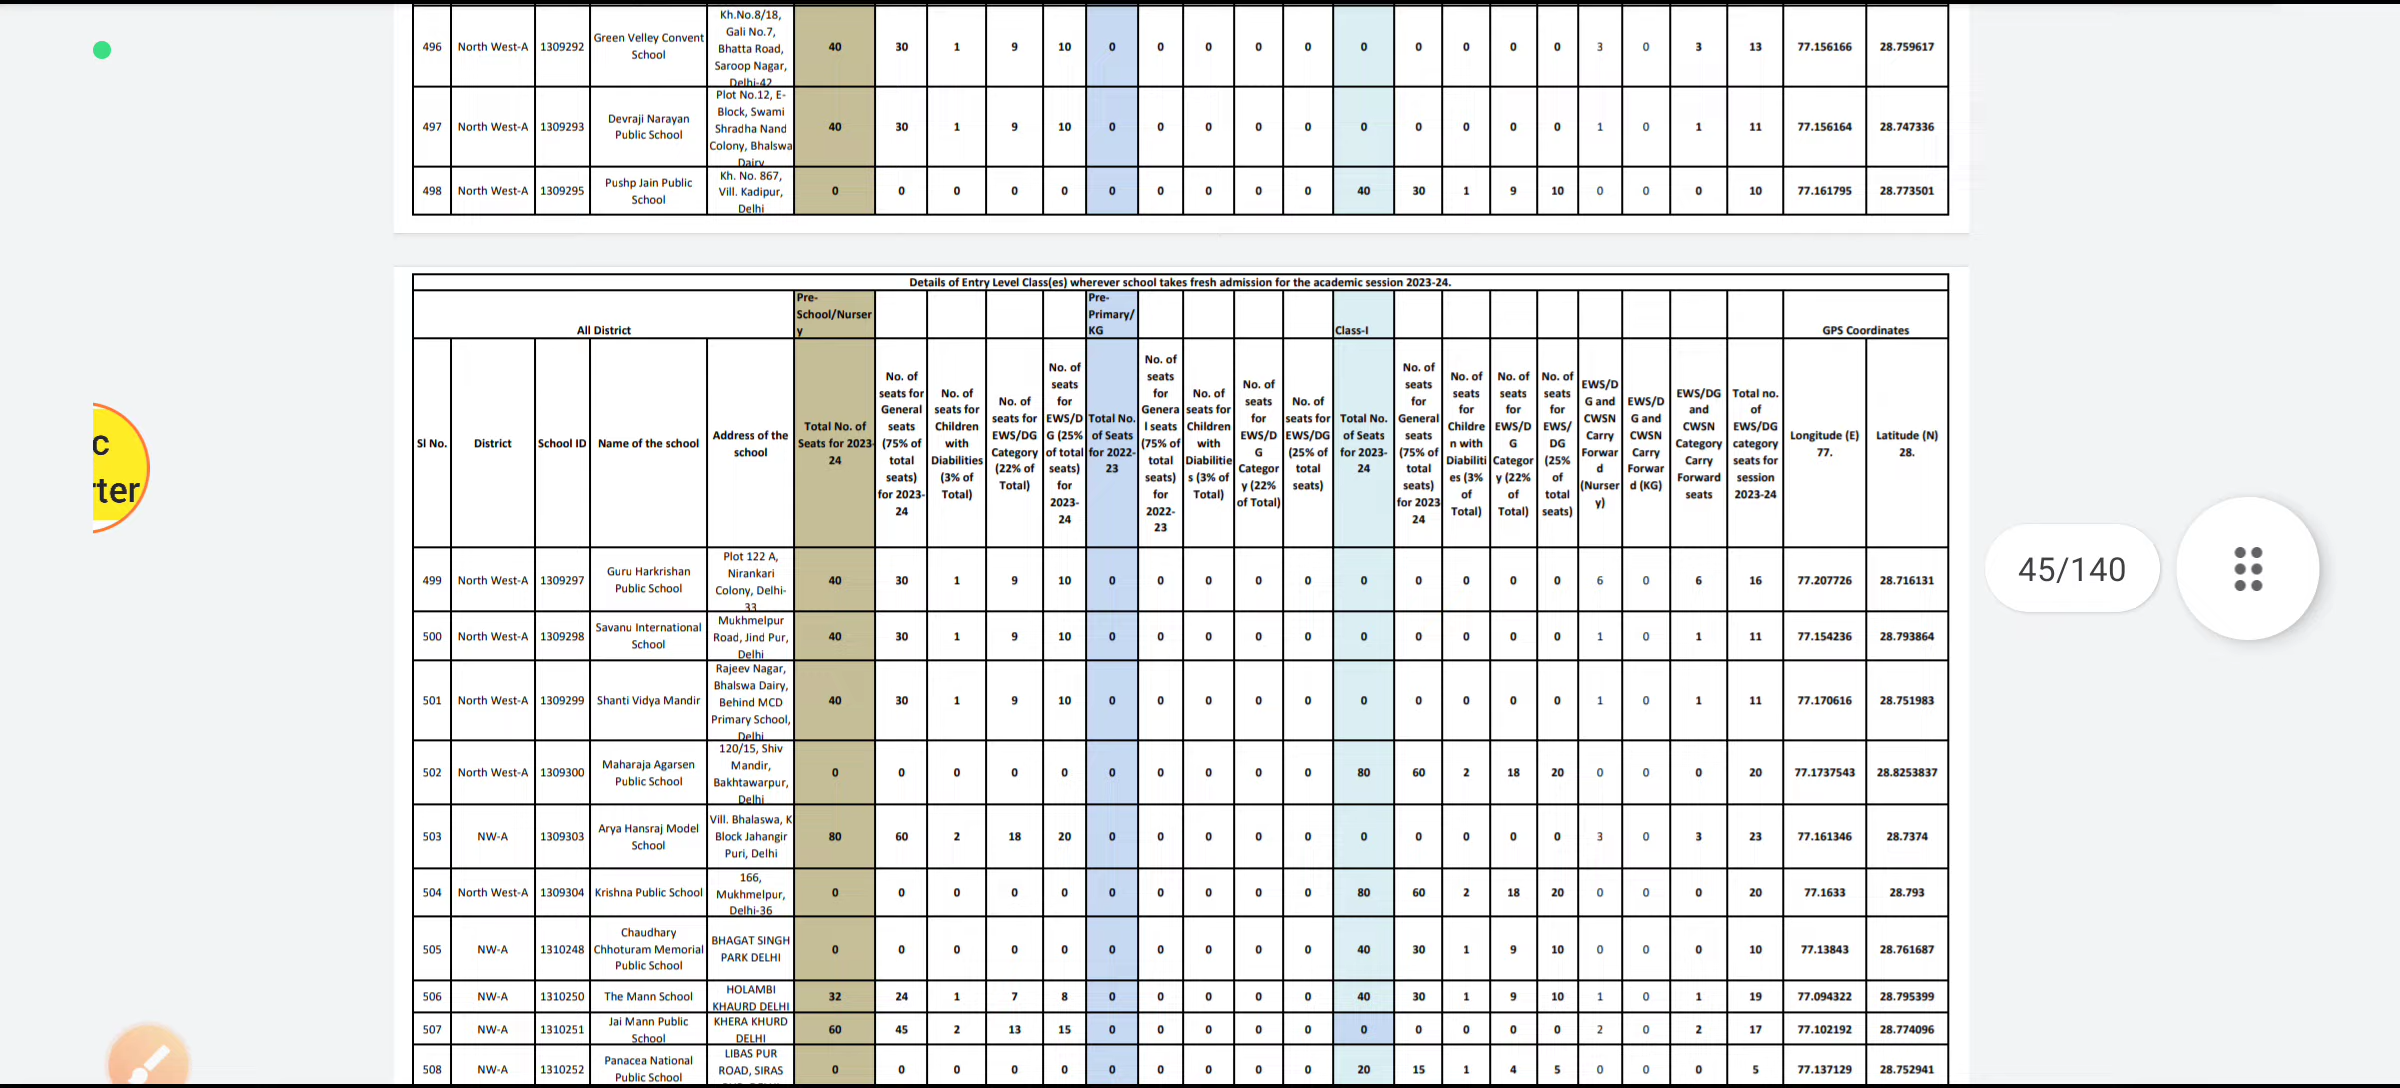 496 North West-A 1309292 Green Velley Convent School Kh.No.8/18, Gali No.7, Bhatta Road, Saroop Nagar, Delhi-42 40 30 1 9 10 0 0 0 0 0 0 0 0 0 0 3 0 3 13 77.156166 28.759617
497 North West-A 1309293 Devraji Narayan Public School Plot No.12, E-Block, Swami Shradha Nand Colony, Bhalswa Dairy 40 30 1 9 10 0 0 0 0 0 0 0 0 0 0 1 0 1 11 77.156164 28.747336
498 North West-A 1309295 Pushp Jain Public School Kh. No. 867, Vill. Kadipur, Delhi 0 0 0 0 0 0 0 0 0 0 40 30 1 9 10 0 0 0 10 77.161795 28.773501
Details of Entry Level Class(es) wherever school takes fresh admission for the academic session 2023-24.
All District Pre-School/Nursery Pre-Primary/KG Class-I GPS Coordinates
Sl No. District School ID Name of the school Address of the school Total No. of Seats for 2023-24 No. of seats for General seats (75% of total seats) for 2023-24 No. of seats for Children with Diabilities (3% of Total) No. of seats for EWS/DG Category (22% of Total) No. of seats for EWS/DG (25% of total seats) for 2023-24 Total No. of Seats for 2022-23 No. of seats for General seats (75% of total seats) for 2022-23 No. of seats for Children with Diabilities (3% of Total) No. of seats for EWS/DG Category (22% of Total) No. of seats for EWS/DG (25% of total seats) Total No. of Seats for 2023-24 No. of seats for General seats (75% of total seats) for 2023 24 No. of seats for Children with Diabilities (3% of Total) No. of seats for EWS/DG Category (22% of Total) No. of seats for EWS/DG (25% of total seats) EWS/DG and CWSN Carry Forward (Nursery) EWS/DG and CWSN Carry Forward (KG) EWS/DG and CWSN Category Carry Forward seats Total no. of EWS/DG category seats for session 2023-24 Longitude (E) 77. Latitude (N) 28.
499 North West-A 1309297 Guru Harkrishan Public School Plot 122 A, Nirankari Colony, Delhi-33 40 30 1 9 10 0 0 0 0 0 0 0 0 0 0 6 0 6 16 77.207726 28.716131
500 North West-A 1309298 Savanu International School Mukhmelpur Road, Jind Pur, Delhi 40 30 1 9 10 0 0 0 0 0 0 0 0 0 0 1 0 1 11 77.154236 28.793864
501 North West-A 1309299 Shanti Vidya Mandir Rajeev Nagar, Bhalswa Dairy, Behind MCD Primary School, Delhi 40 30 1 9 10 0 0 0 0 0 0 0 0 0 0 1 0 1 11 77.170616 28.751983
502 North West-A 1309300 Maharaja Agarsen Public School 120/15, Shiv Mandir, Bakhtawarpur, Delhi 0 0 0 0 0 0 0 0 0 0 80 60 2 18 20 0 0 0 20 77.1737543 28.8253837
503 NW-A 1309303 Arya Hansraj Model School Vill. Bhalaswa, K Block Jahangir Puri, Delhi 80 60 2 18 20 0 0 0 0 0 0 0 0 0 0 3 0 3 23 77.161346 28.7374
504 North West-A 1309304 Krishna Public School 166, Mukhmelpur, Delhi-36 0 0 0 0 0 0 0 0 0 0 80 60 2 18 20 0 0 0 20 77.1633 28.793
505 NW-A 1310248 Chaudhary Chhoturam Memorial Public School BHAGAT SINGH PARK DELHI 0 0 0 0 0 0 0 0 0 0 40 30 1 9 10 0 0 0 10 77.13843 28.761687
506 NW-A 1310250 The Mann School HOLAMBI KHAURD DELHI 32 24 1 7 8 0 0 0 0 0 40 30 1 9 10 1 0 1 19 77.094322 28.795399
507 NW-A 1310251 Jai Mann Public School KHERA KHURD DELHI 60 45 2 13 15 0 0 0 0 0 0 0 0 0 0 2 0 2 17 77.102192 28.774096
508 NW-A 1310252 Panacea National Public School LIBAS PUR ROAD, SIRAS 0 0 0 0 0 0 0 0 0 0 20 15 1 4 5 0 0 0 5 77.137129 28.752941
c
rter
45/140